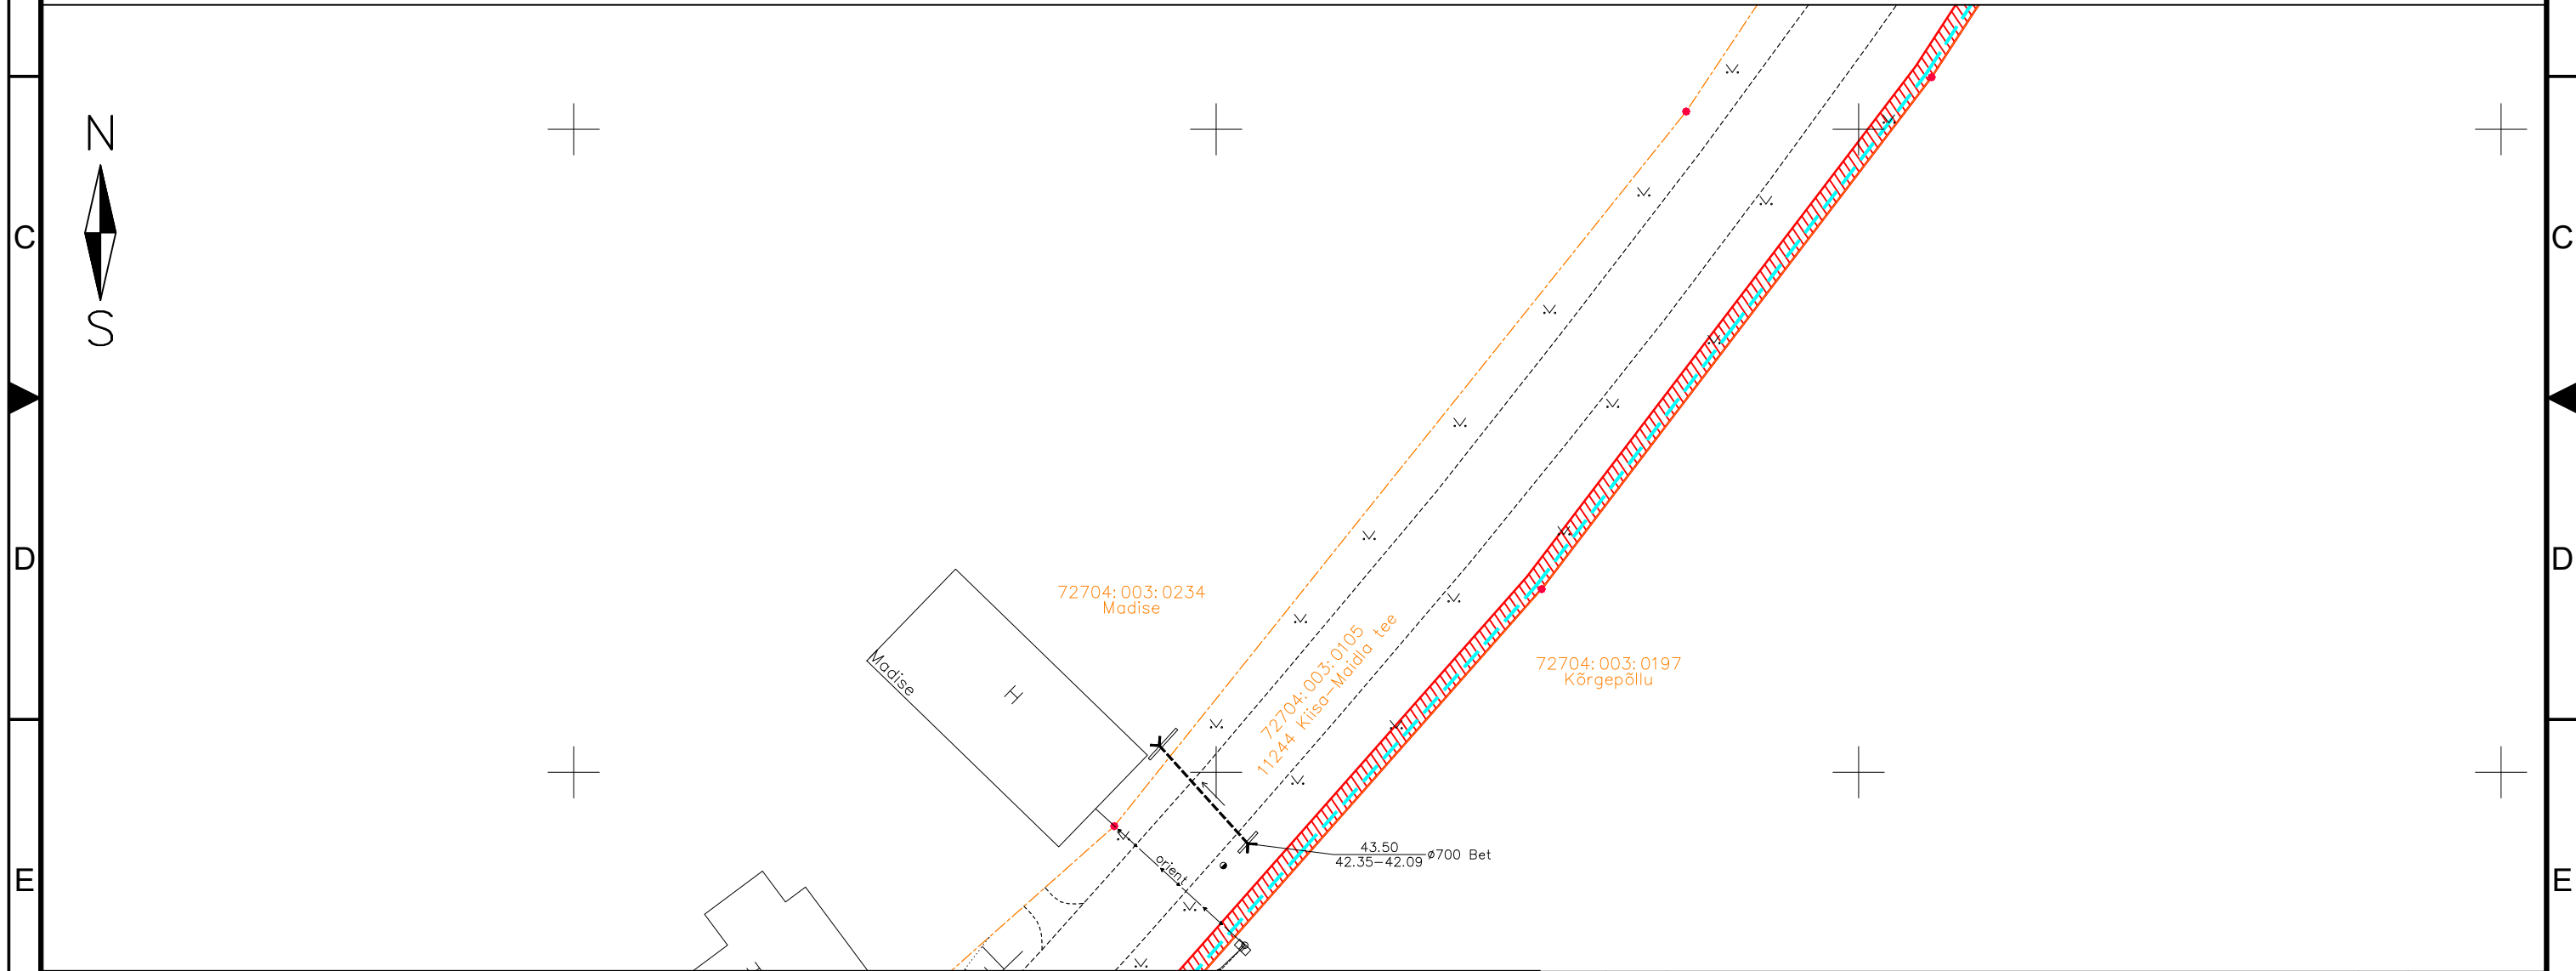 N
C
C
S
D
D
72704:003:0234
Madise
72704:003:0105
11244 Kiisa-Maidla tee
72704:003:0197
Kõrgepõllu
Madise
H
43.50
42.35-42.09
ø700 Bet
orient
E
E